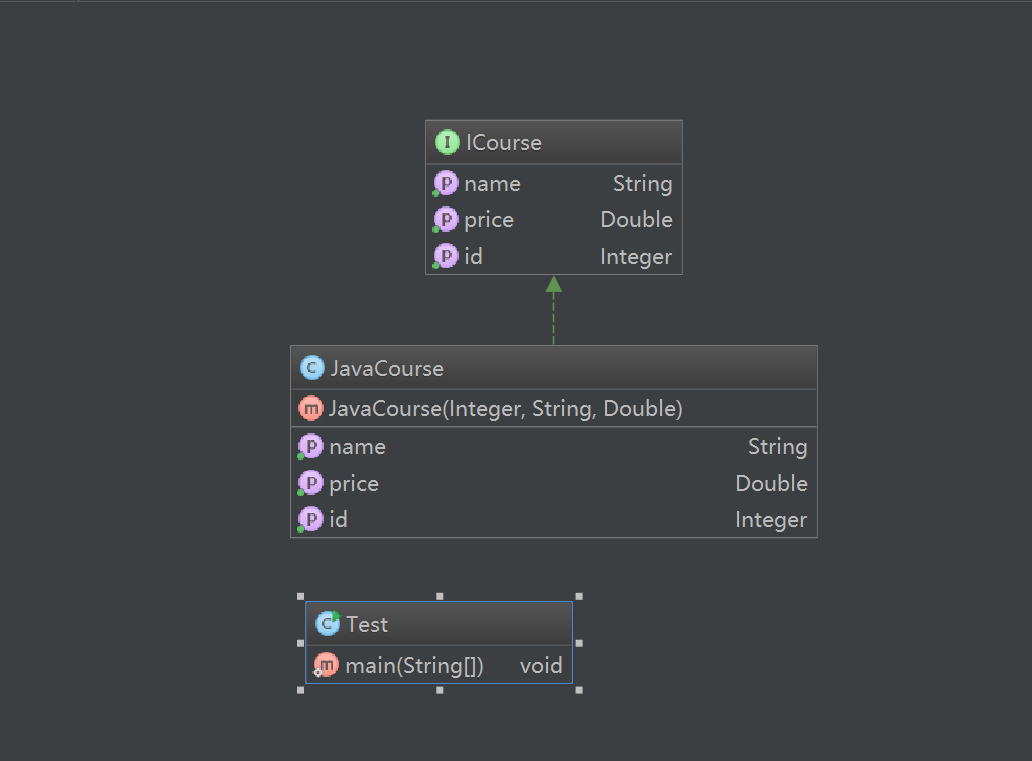 I ICourse
P name String
P price Double
P id Integer
C JavaCourse
m JavaCourse(Integer, String, Double)
P name String
P price Double
P id Integer
C Test
m main(String[]) void